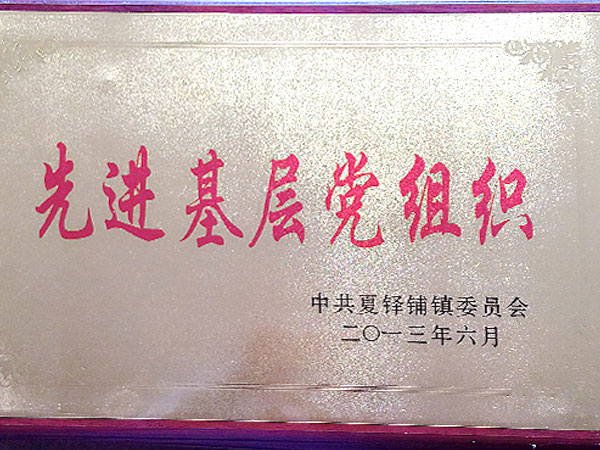 先进基层党组织
中共夏铎铺镇委员会
二〇一三年六月